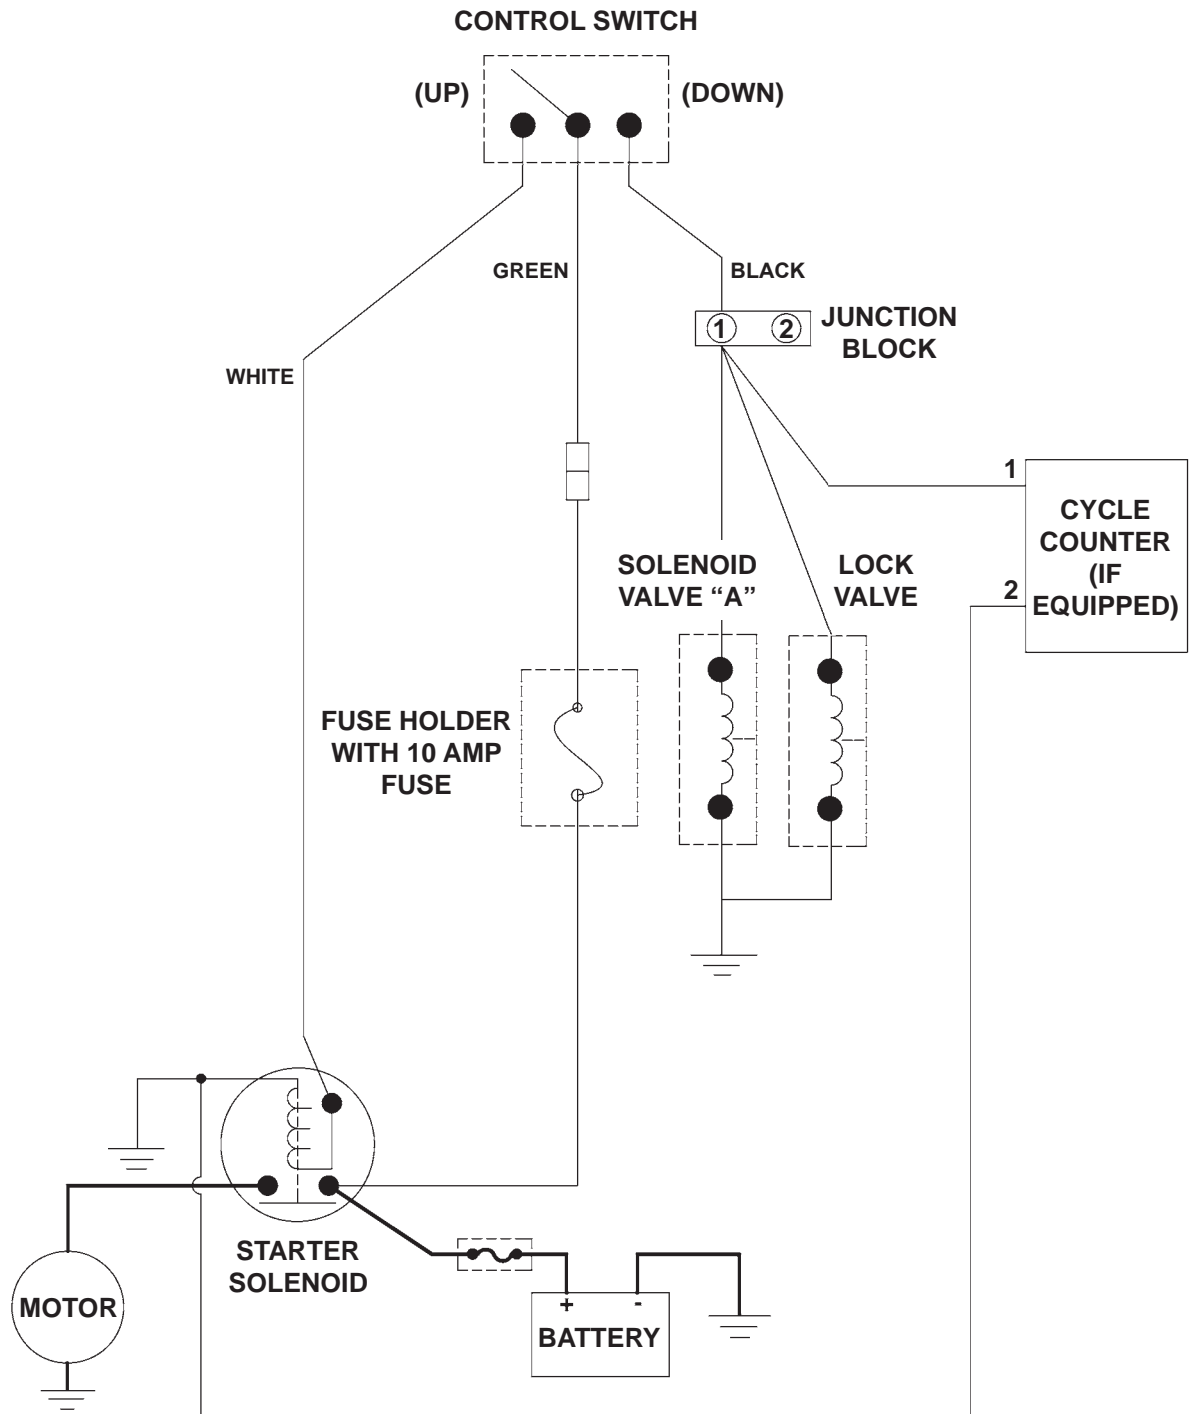 CONTROL SWITCH
(UP)
(DOWN)
GREEN
BLACK
1
2
JUNCTION
BLOCK
WHITE
1
CYCLE
COUNTER
(IF
EQUIPPED)
2
SOLENOID
VALVE “A”
LOCK
VALVE
FUSE HOLDER
WITH 10 AMP
FUSE
STARTER
SOLENOID
MOTOR
+
-
BATTERY